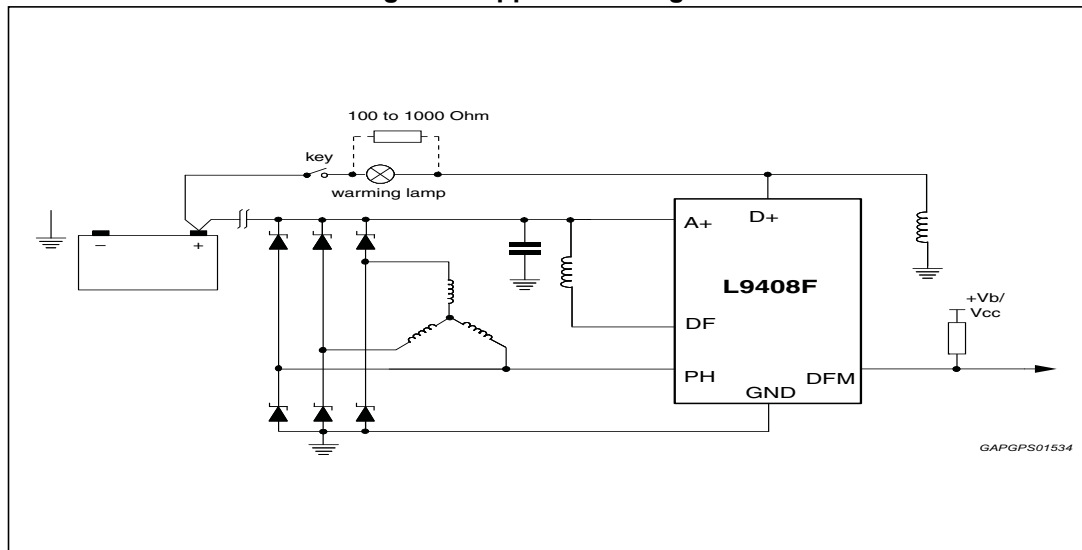 100 to 1000 Ohm
key
warming lamp
A+
D+
L9408F
DF
+Vb/
Vcc
PH
DFM
GND
–
+
GAPGPS01534